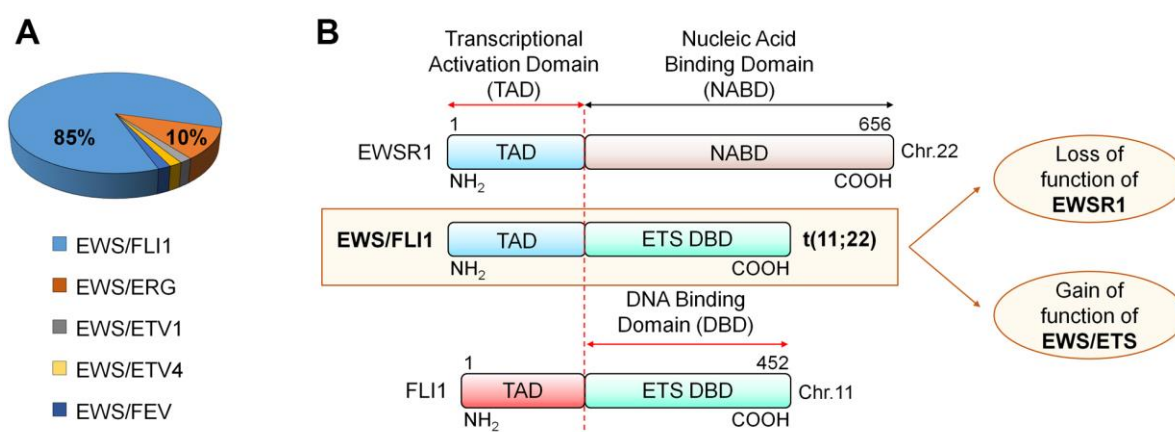 A
85%
10%
EWS/FLI1
EWS/ERG
EWS/ETV1
EWS/ETV4
EWS/FEV
B
Transcriptional
Activation Domain
(TAD)
Nucleic Acid
Binding Domain
(NABD)
1
656
EWSR1
TAD
NABD
Chr.22
NH₂
COOH
EWS/FLI1
TAD
ETS DBD
t(11;22)
NH₂
COOH
DNA Binding
Domain (DBD)
1
452
FLI1
TAD
ETS DBD
Chr.11
NH₂
COOH
Loss of
function of
EWSR1
Gain of
function of
EWS/ETS